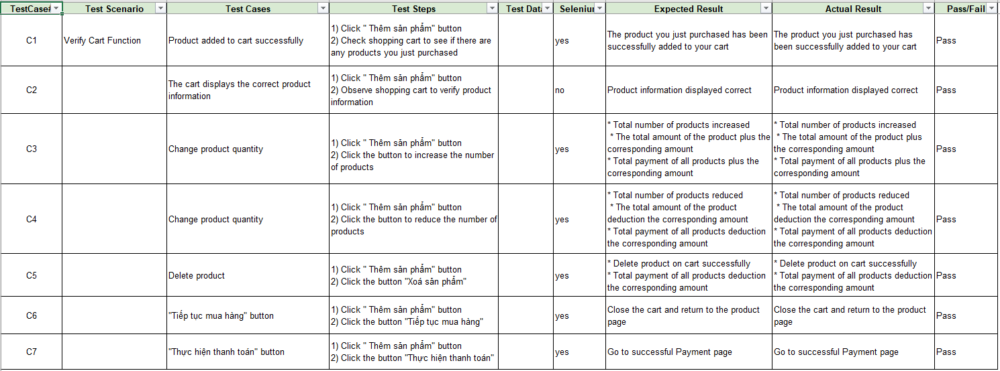 TestCase# Test Scenario Test Cases Test Steps Test Data Seleniu Expected Result Actual Result Pass/Fail
C1
Verify Cart Function
Product added to cart successfully
1) Click " Thêm sản phẩm" button
2) Check shopping cart to see if there are
any products you just purchased
yes
The product you just purchased has been
successfully added to your cart
The product you just purchased has
been successfully added to your cart
Pass
C2
The cart displays the correct product
information
1) Click " Thêm sản phẩm" button
2) Observe shopping cart to verify product
information
no
Product information displayed correct
Product information displayed correct
Pass
C3
Change product quantity
1) Click " Thêm sản phẩm" button
2) Click the button to increase the number
of products
yes
* Total number of products increased
* The total amount of the product plus the
corresponding amount
* Total payment of all products plus the
corresponding amount
* Total number of products increased
* The total amount of the product plus
the corresponding amount
* Total payment of all products plus the
corresponding amount
Pass
C4
Change product quantity
1) Click " Thêm sản phẩm" button
2) Click the button to reduce the number of
products
yes
* Total number of products reduced
* The total amount of the product
deduction the corresponding amount
* Total payment of all products deduction
the corresponding amount
* Total number of products reduced
* The total amount of the product
deduction the corresponding amount
* Total payment of all products deduction
the corresponding amount
Pass
C5
Delete product
1) Click " Thêm sản phẩm" button
2) Click the button "Xoá sản phẩm"
yes
* Delete product on cart successfully
* Total payment of all products deduction
the corresponding amount
* Delete product on cart successfully
* Total payment of all products deduction
the corresponding amount
Pass
C6
"Tiếp tục mua hàng" button
1) Click " Thêm sản phẩm" button
2) Click the button "Tiếp tục mua hàng"
yes
Close the cart and return to the product
page
Close the cart and return to the product
page
Pass
C7
"Thực hiện thanh toán" button
1) Click " Thêm sản phẩm" button
2) Click the button "Thực hiện thanh toán"
yes
Go to successful Payment page
Go to successful Payment page
Pass